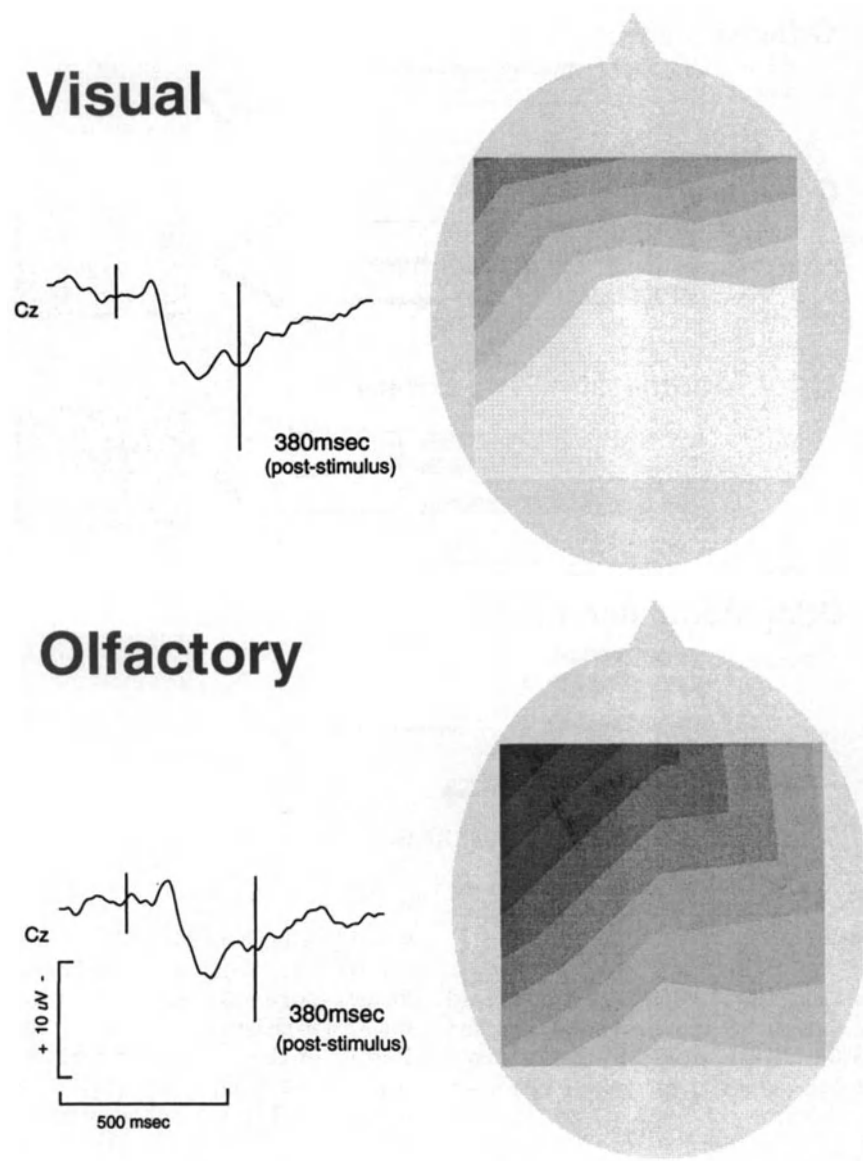 Visual
Cz
380msec
(post-stimulus)
Olfactory
Cz
+ 10 uV -
380msec
(post-stimulus)
500 msec